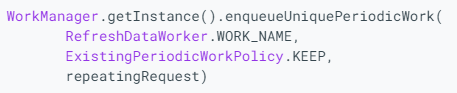 WorkManager.getInstance().enqueueUniquePeriodicWork(
        RefreshDataWorker.WORK_NAME,
        ExistingPeriodicWorkPolicy.KEEP,
        repeatingRequest)